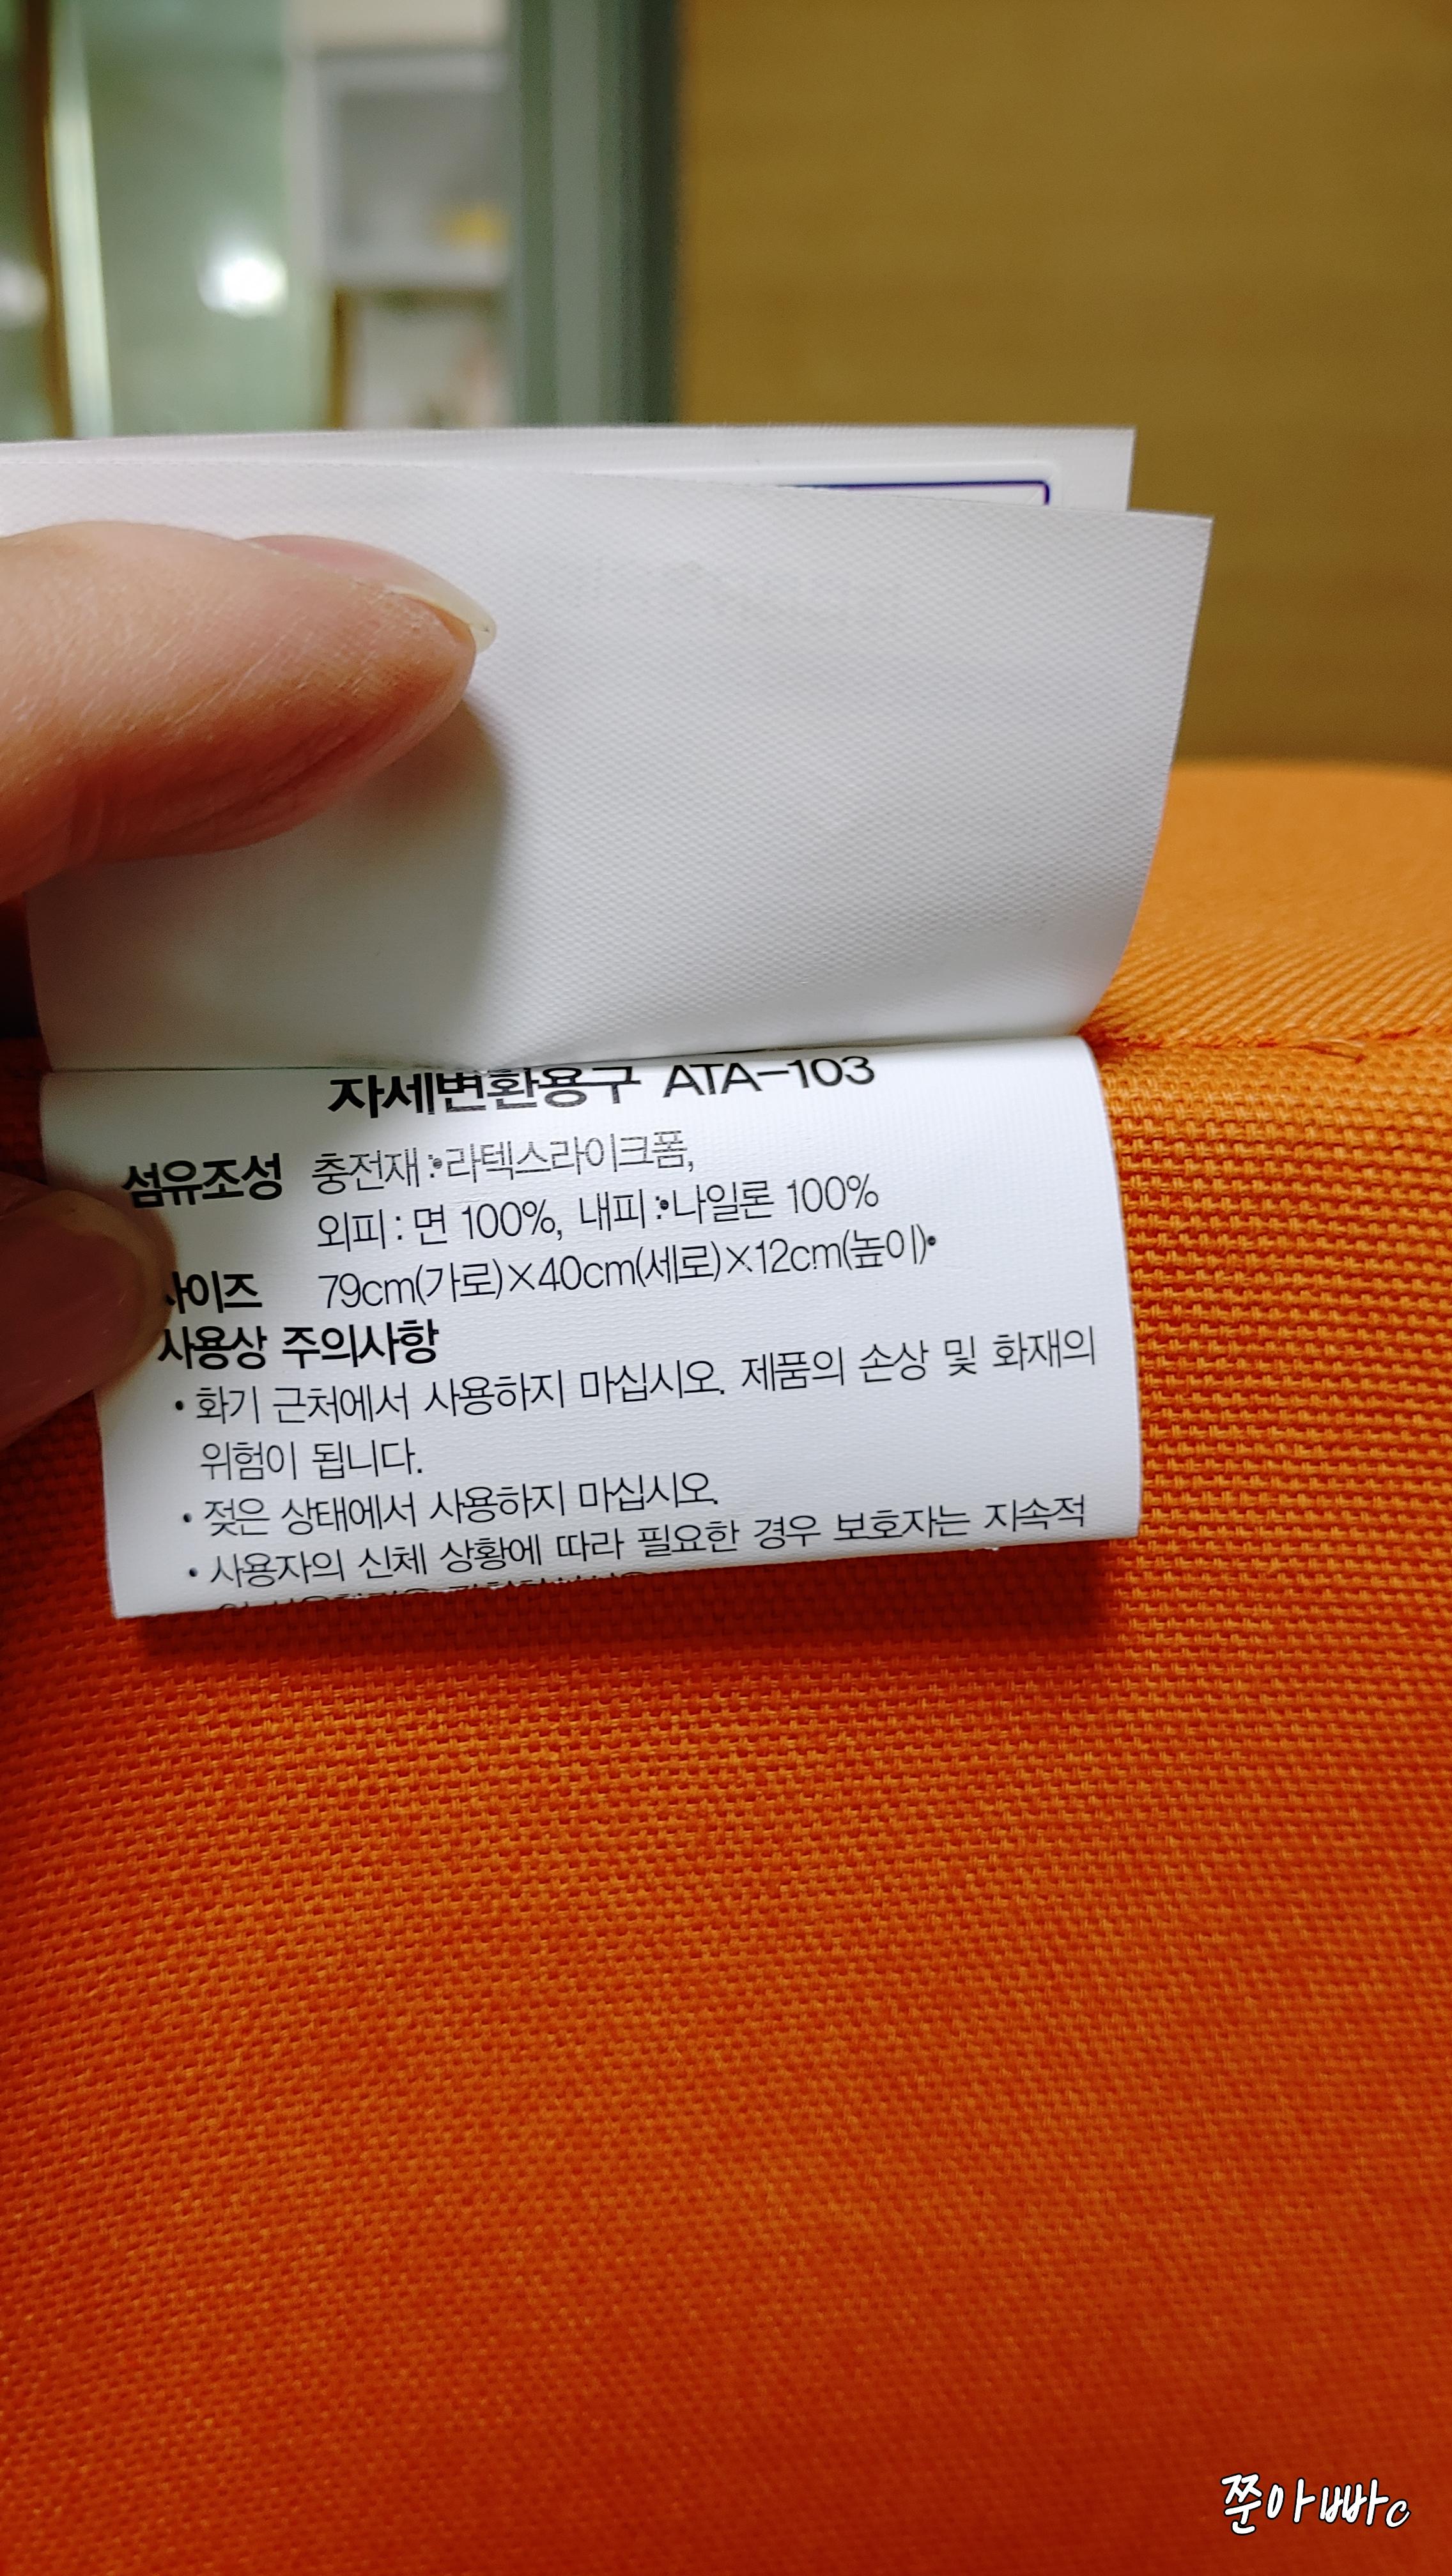 자세변환용구 ATA-103
섬유조성 충전재 : 라텍스라이크폼,
외피 : 면 100%, 내피 : 나일론 100%
사이즈 79cm(가로)×40cm(세로)×12cm(높이)
사용상 주의사항
• 화기 근처에서 사용하지 마십시오. 제품의 손상 및 화재의
위험이 됩니다.
• 젖은 상태에서 사용하지 마십시오.
• 사용자의 신체 상황에 따라 필요한 경우 보호자는 지속적
쭌아빠c